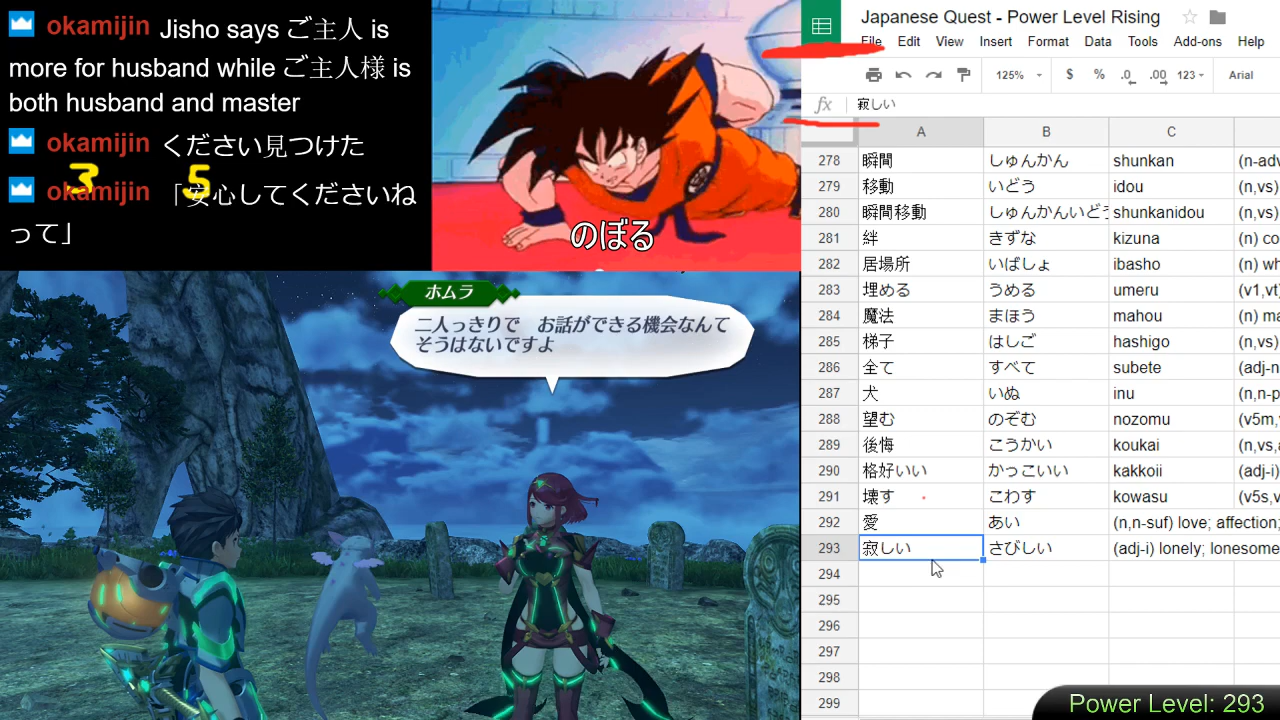 okamijin Jisho says ご主人 is
more for husband while ご主人様 is
both husband and master
okamijin ください見つけた
3 5
okamijin 「安心してくださいね
って」
のぼる
ホムラ
二人っきりで お話ができる機会なんて
そうはないですよ
Japanese Quest - Power Level Rising
File Edit View Insert Format Data Tools Add-ons Help
125% $ % .0 .00 123 Arial
fx 寂しい
A B C
278 瞬間 しゅんかん shunkan (n-adv
279 移動 いどう idou (n,vs)
280 瞬間移動 しゅんかんいどう shunkanidou (n,vs)
281 絆 きずな kizuna (n) co
282 居場所 いばしょ ibasho (n) wh
283 埋める うめる umeru (v1,vt)
284 魔法 まほう mahou (n) ma
285 梯子 はしご hashigo (n,vs)
286 全て すべて subete (adj-n
287 犬 いぬ inu (n,n-p
288 望む のぞむ nozomu (v5m,v
289 後悔 こうかい koukai (n,vs,a
290 格好いい かっこいい kakkoii (adj-i)
291 壊す こわす kowasu (v5s,v
292 愛 あい (n,n-suf) love; affection;
293 寂しい さびしい (adj-i) lonely; lonesome
294
295
296
297
298
299
Power Level: 293